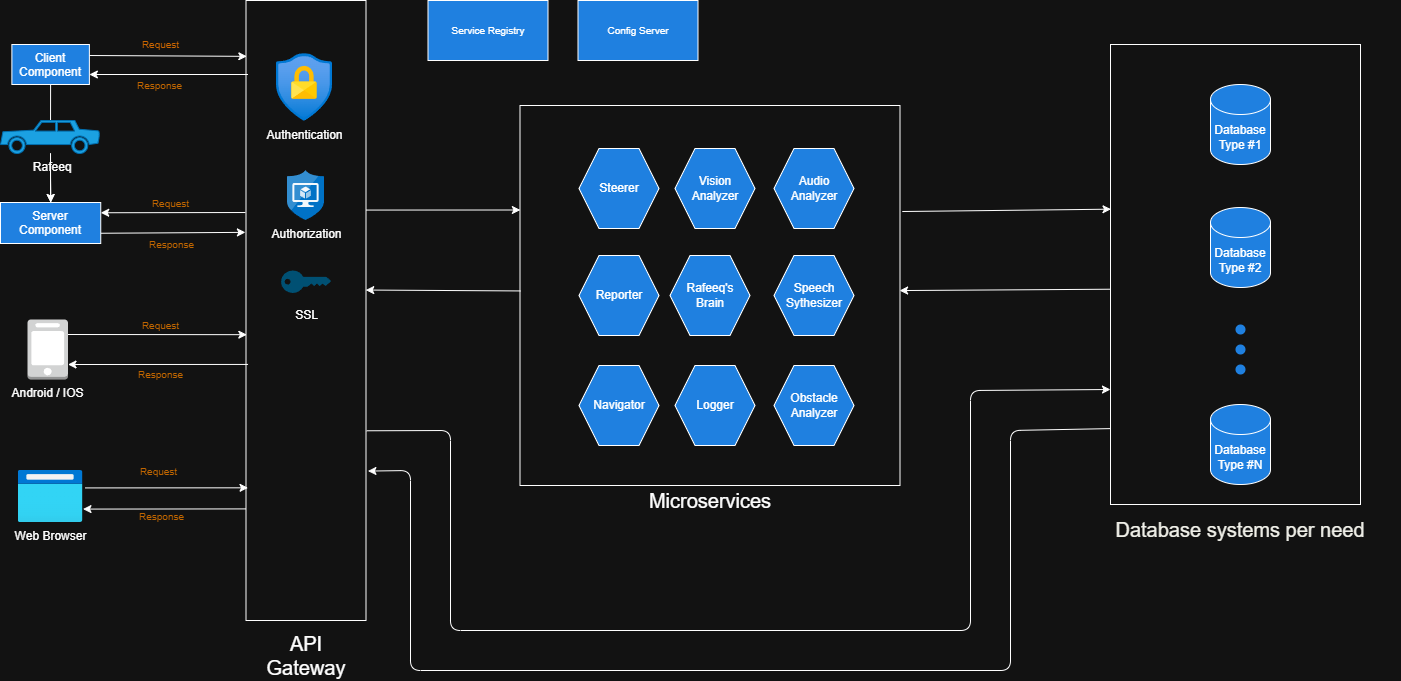 Client
Component
Request
Response
Rafeeq
Server
Component
Request
Response
Request
Response
Android / IOS
Request
Response
Web Browser
Authentication
Authorization
SSL
API
Gateway
Service Registry
Config Server
Steerer
Vision
Analyzer
Audio
Analyzer
Reporter
Rafeeq's
Brain
Speech
Sythesizer
Navigator
Logger
Obstacle
Analyzer
Microservices
Database
Type #1
Database
Type #2
Database
Type #N
Database systems per need